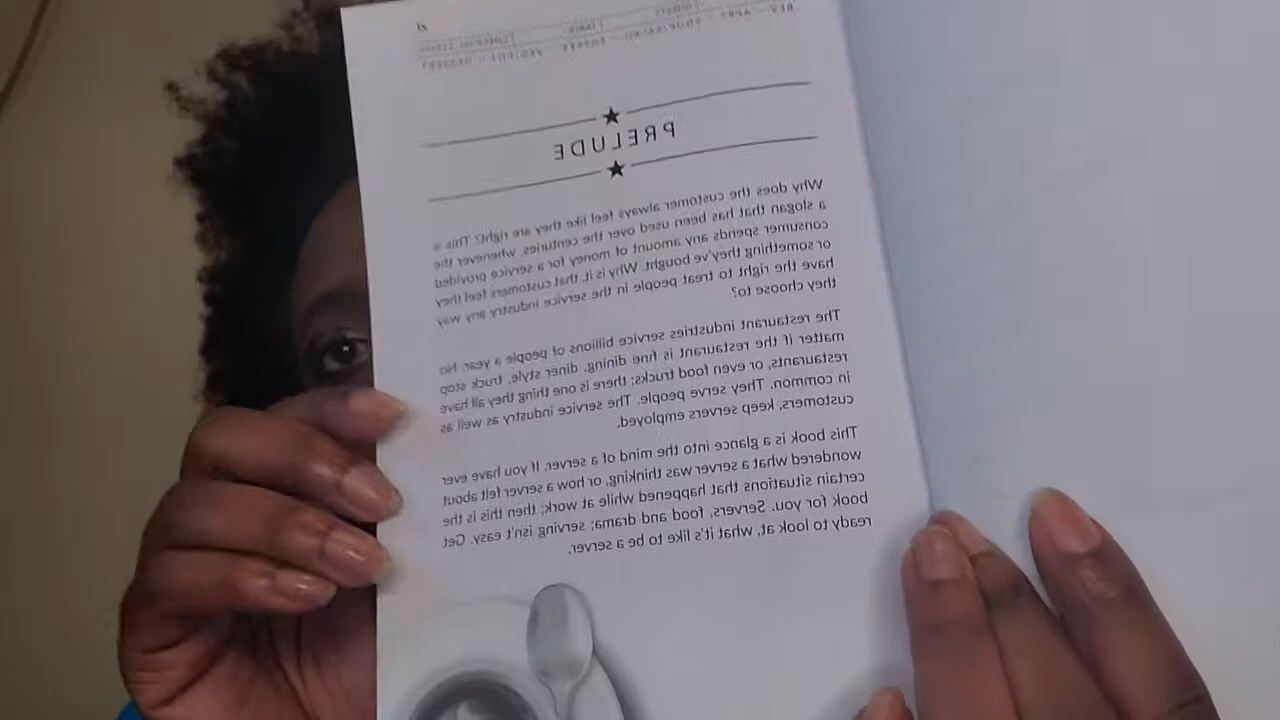 xi
PRELUDE
Why does the customer always feel like they are right? This is
a slogan that has been used over the centuries, whenever the
consumer spends any amount of money for a service provided
or something they've bought. Why is it, that customers feel they
have the right to treat people in the service industry any way
they choose to?
The restaurant industries service billions of people a year. No
matter if the restaurant is fine dining, diner style, truck stop
restaurants, or even food trucks; there is one thing they all have
in common. They serve people. The service industry as well as
customers, keep servers employed.
This book is a glance into the mind of a server. If you have ever
wondered what a server was thinking, or how a server felt about
certain situations that happened while at work; then this is the
book for you. Servers, food and drama; serving isn't easy. Get
ready to look at, what it's like to be a server.